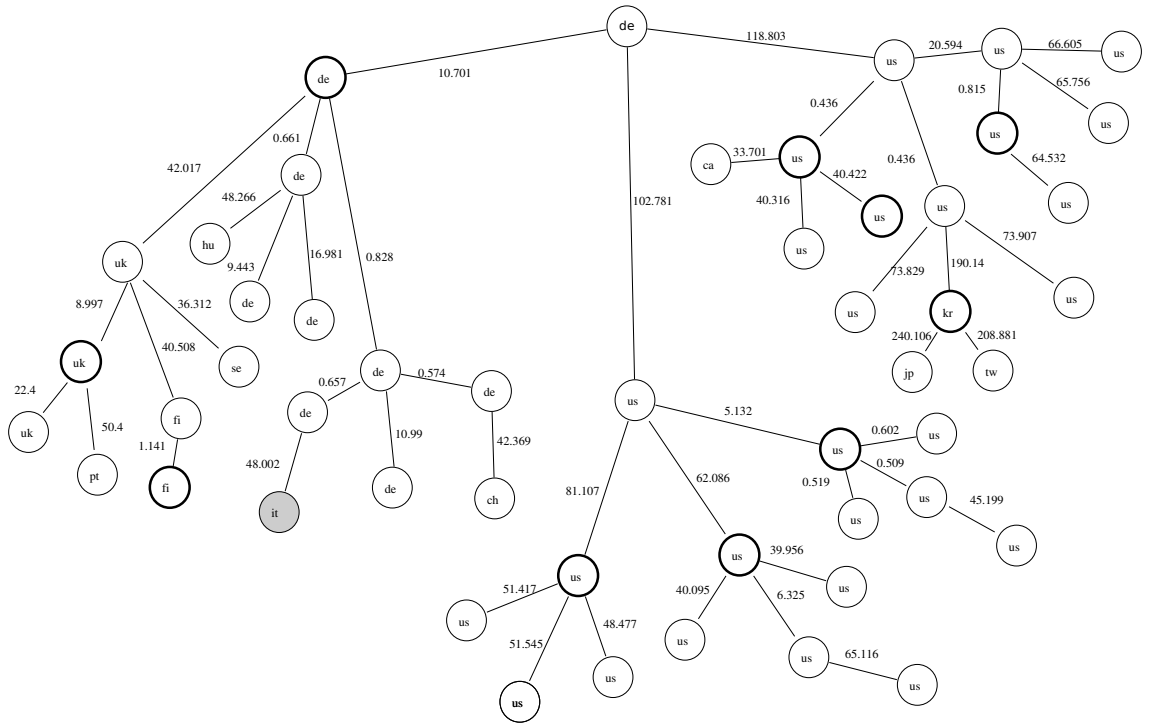 de
118.803
20.594
us
66.605
us
us
10.701
de
65.756
0.815
0.436
us
us
0.661
33.701
us
ca
64.532
42.017
0.436
40.422
de
48.266
40.316
us
102.781
us
us
hu
us
73.907
16.981
0.828
9.443
73.829
190.14
uk
de
us
us
8.997
36.312
de
kr
40.508
240.106
208.881
uk
se
jp
tw
22.4
0.657
de
0.574
de
us
5.132
de
fi
uk
50.4
1.141
10.99
42.369
0.602
us
us
48.002
0.509
pt
fi
de
ch
81.107
62.086
0.519
us
45.199
it
us
us
us
39.956
us
51.417
40.095
6.325
us
us
51.545
48.477
us
us
65.116
us
us
us